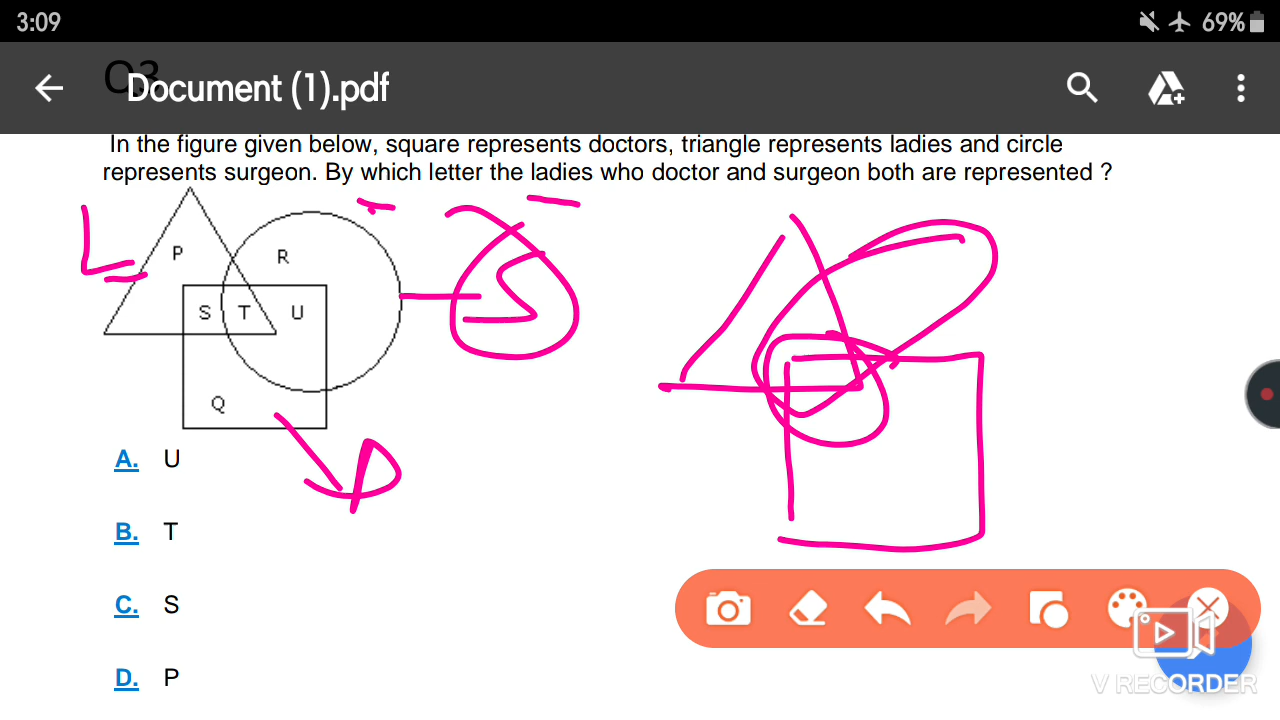 3:09
69%
Q3
Document (1).pdf
In the figure given below, square represents doctors, triangle represents ladies and circle
represents surgeon. By which letter the ladies who doctor and surgeon both are represented ?
L
P
R
S
S
T
U
Q
D
A. U
B. T
C. S
D. P
V RECORDER